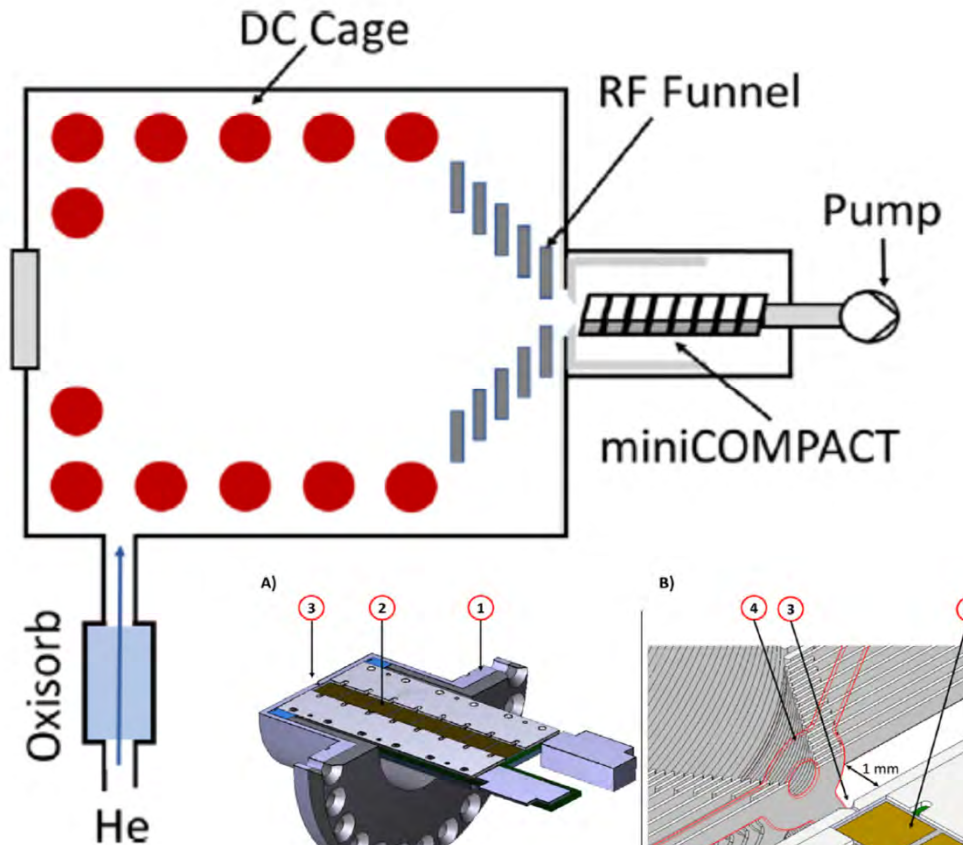 DC Cage
RF Funnel
Pump
miniCOMPACT
Oxisorb
He
A)
3
2
1
B)
4
3
1 mm